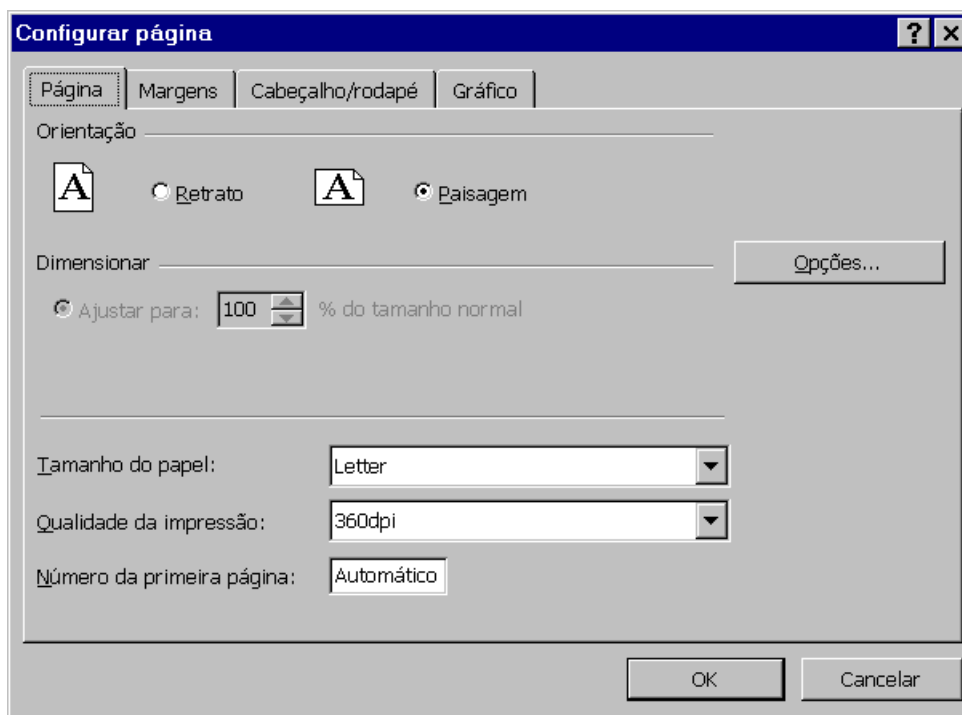 Configurar página
Página Margens Cabeçalho/rodapé Gráfico
Orientação
A Retrato A Paisagem
Dimensionar
Opções...
Ajustar para: 100 % do tamanho normal
Tamanho do papel: Letter
Qualidade da impressão: 360dpi
Número da primeira página: Automático
OK Cancelar